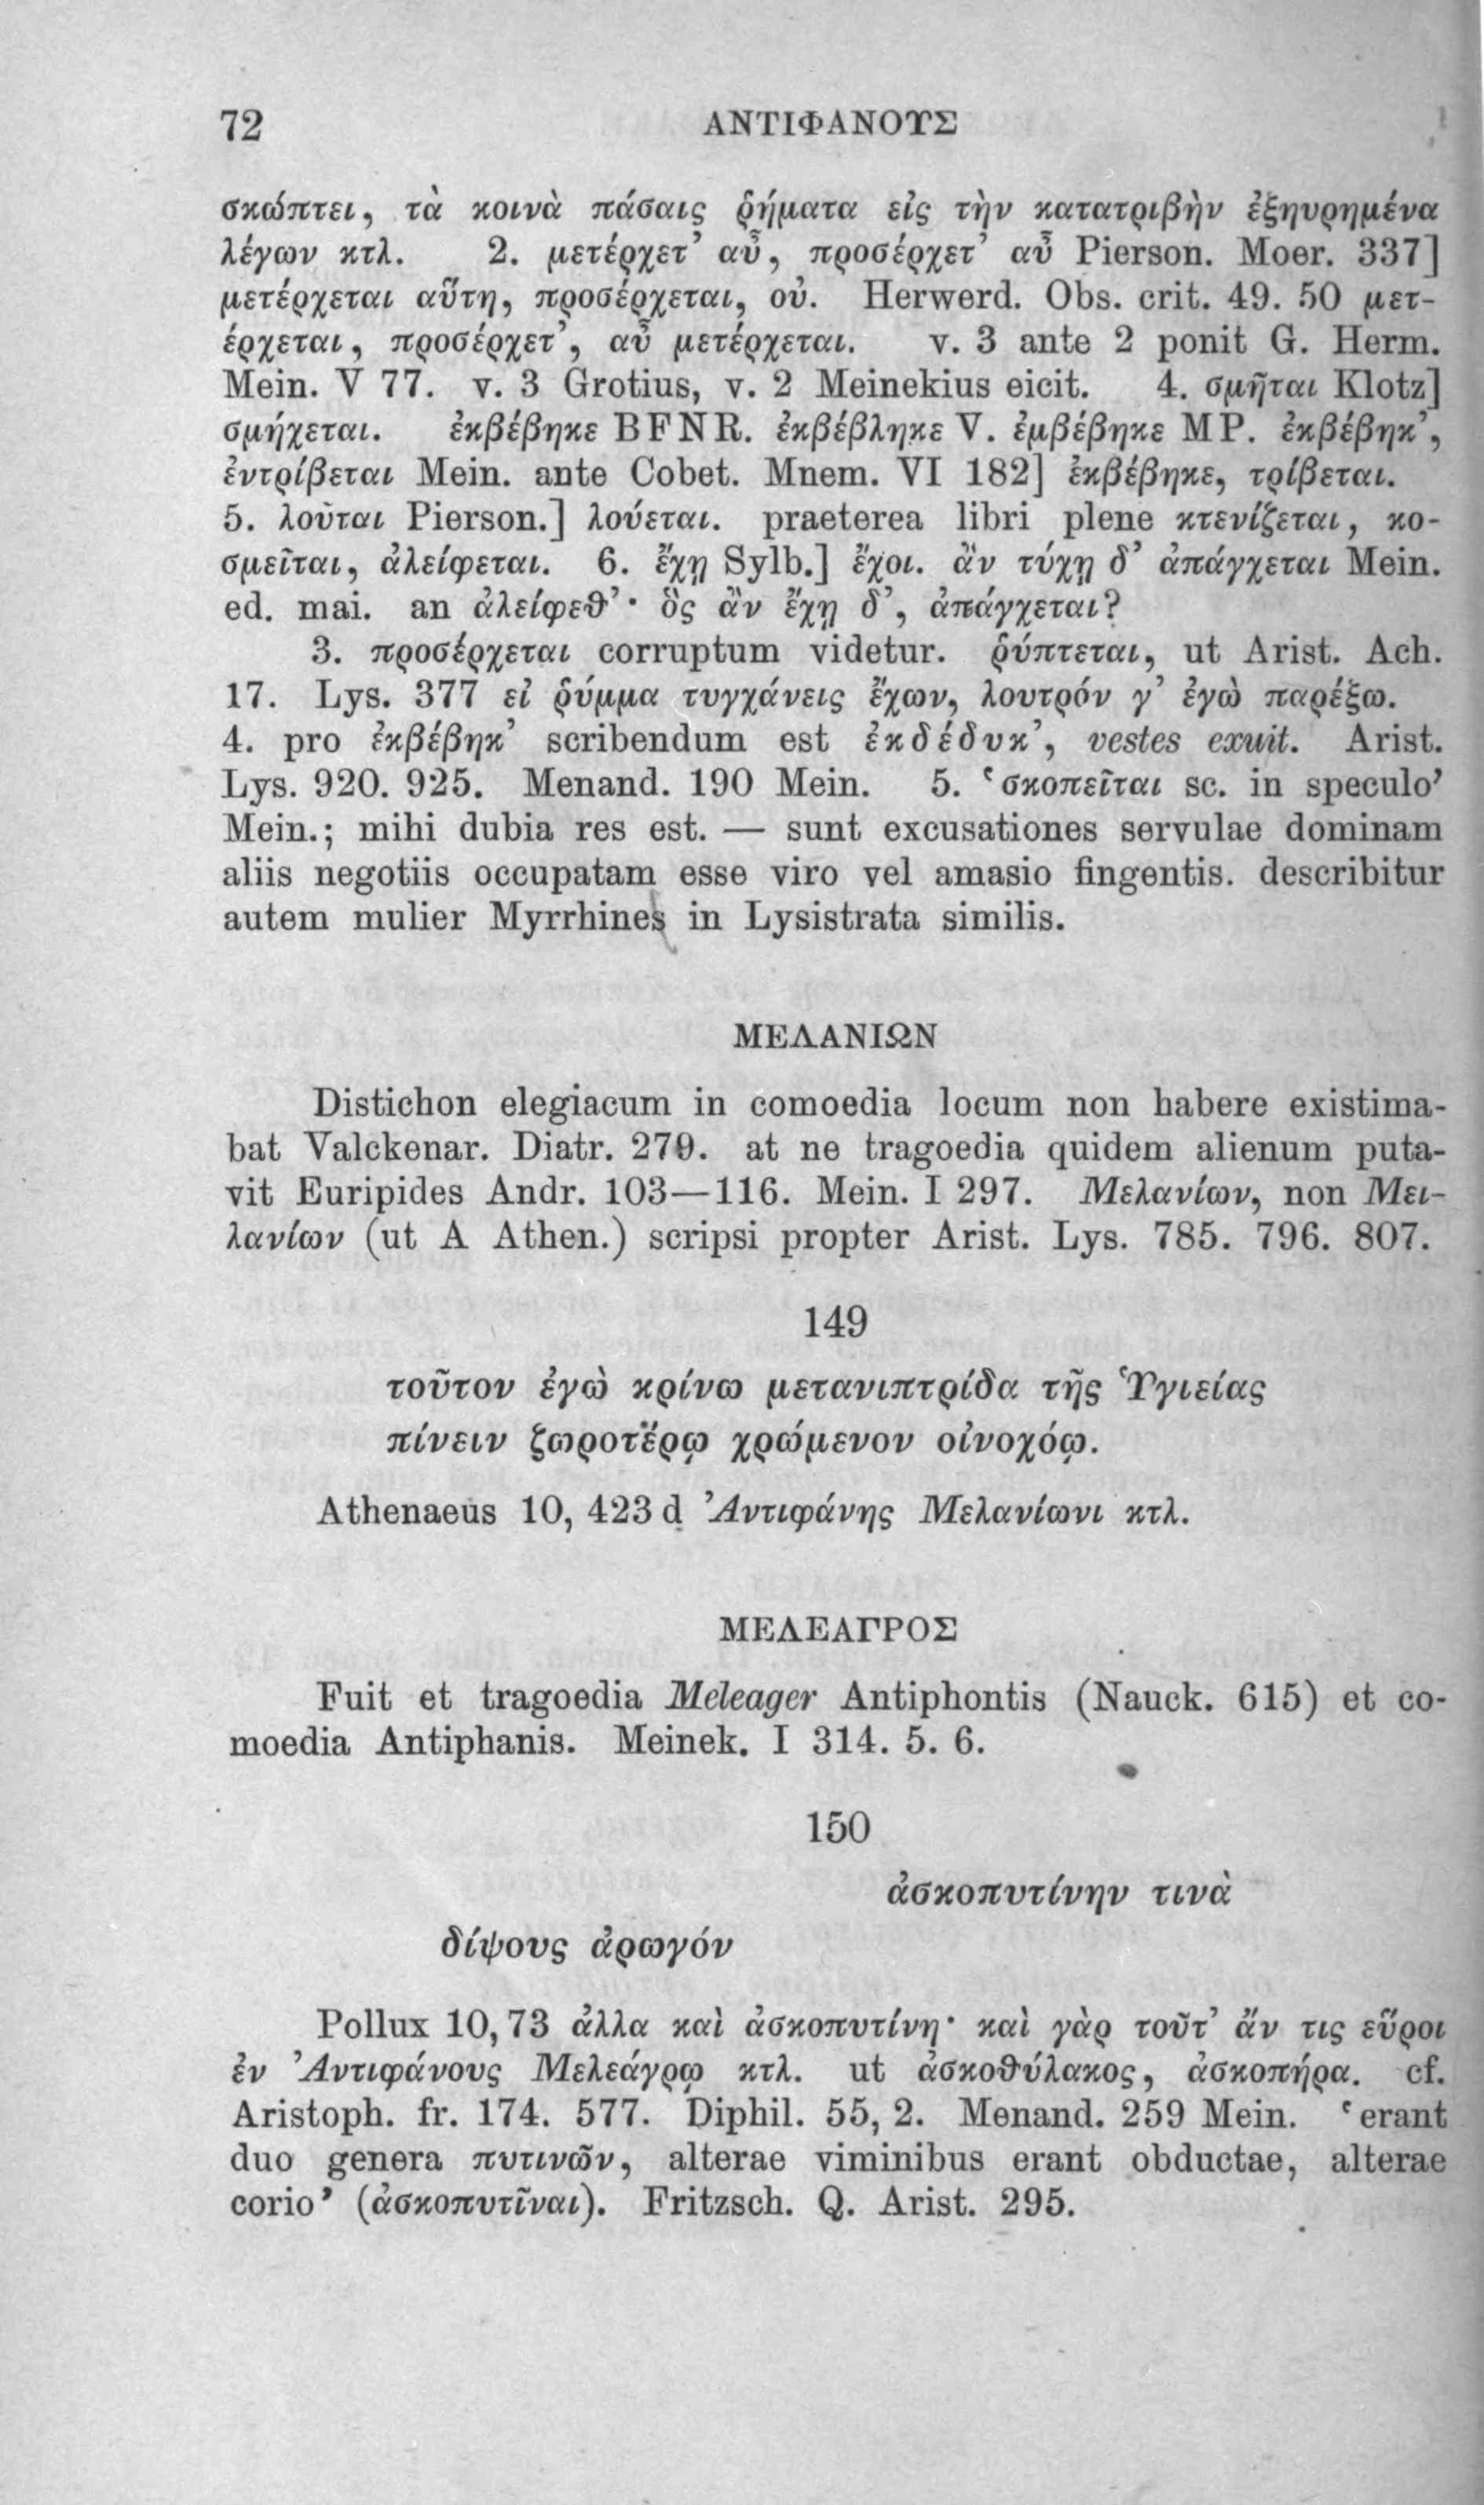 72 ΑΝΤΙΦΑΝΟΥΣ
σκώπτει, τὰ κοινὰ πάσαις ῥήματα εἰς τὴν κατατριβὴν ἐξηυρημένα
λέγων κτλ. 2. μετέρχετ’ αὖ, προσέρχετ’ αὖ Pierson. Moer. 337]
μετέρχεται αὕτη, προσέρχεται, οὐ. Herwerd. Obs. crit. 49. 50 μετ-
έρχεται, προσέρχετ’, αὖ μετέρχεται. v. 3 ante 2 ponit G. Herm.
Mein. V 77. v. 3 Grotius, v. 2 Meinekius eicit. 4. σμῆται Klotz]
σμήχεται. ἐκβέβηκε BFNR. ἐκβέβληκε V. ἐμβέβηκε MP. ἐκβέβηκ’,
ἐντρίβεται Mein. ante Cobet. Mnem. VI 182] ἐκβέβηκε, τρίβεται.
5. λοῦται Pierson.] λούεται. praeterea libri plene κτενίζεται, κο-
σμεῖται, ἀλείφεται. 6. ἔχῃ Sylb.] ἔχοι. ἂν τύχῃ δ’ ἀπάγχεται Mein.
ed. mai. an ἀλείφεθ’· ὃς ἂν ἔχῃ δ’, ἀπάγχεται?
3. προσέρχεται corruptum videtur. ῥύπτεται, ut Arist. Ach.
17. Lys. 377 εἰ ῥύμμα τυγχάνεις ἔχων, λουτρόν γ’ ἐγὼ παρέξω.
4. pro ἐκβέβηκ’ scribendum est ἐκδέδυκ’, vestes exuit. Arist.
Lys. 920. 925. Menand. 190 Mein. 5. ‘σκοπεῖται sc. in speculo’
Mein.; mihi dubia res est. — sunt excusationes servulae dominam
aliis negotiis occupatam esse viro vel amasio fingentis. describitur
autem mulier Myrrhines in Lysistrata similis.
ΜΕΛΑΝΙΩΝ
Distichon elegiacum in comoedia locum non habere existima-
bat Valckenar. Diatr. 279. at ne tragoedia quidem alienum puta-
vit Euripides Andr. 103—116. Mein. I 297. Μελανίων, non Μει-
λανίων (ut A Athen.) scripsi propter Arist. Lys. 785. 796. 807.
149
τοῦτον ἐγὼ κρίνω μετανιπτρίδα τῆς Ὑγιείας
πίνειν ζωροτέρῳ χρώμενον οἰνοχόῳ.
Athenaeus 10, 423 d Ἀντιφάνης Μελανίωνι κτλ.
ΜΕΛΕΑΓΡΟΣ
Fuit et tragoedia Meleager Antiphontis (Nauck. 615) et co-
moedia Antiphanis. Meinek. I 314. 5. 6.
150
ἀσκοπυτίνην τινὰ
δίψους ἀρωγόν
Pollux 10, 73 ἀλλα καὶ ἀσκοπυτίνη· καὶ γὰρ τοῦτ’ ἄν τις εὕροι
ἐν Ἀντιφάνους Μελεάγρῳ κτλ. ut ἀσκοθύλακος, ἀσκοπήρα. cf.
Aristoph. fr. 174. 577. Diphil. 55, 2. Menand. 259 Mein. ‘erant
duo genera πυτινῶν, alterae viminibus erant obductae, alterae
corio’ (ἀσκοπυτῖναι). Fritzsch. Q. Arist. 295.